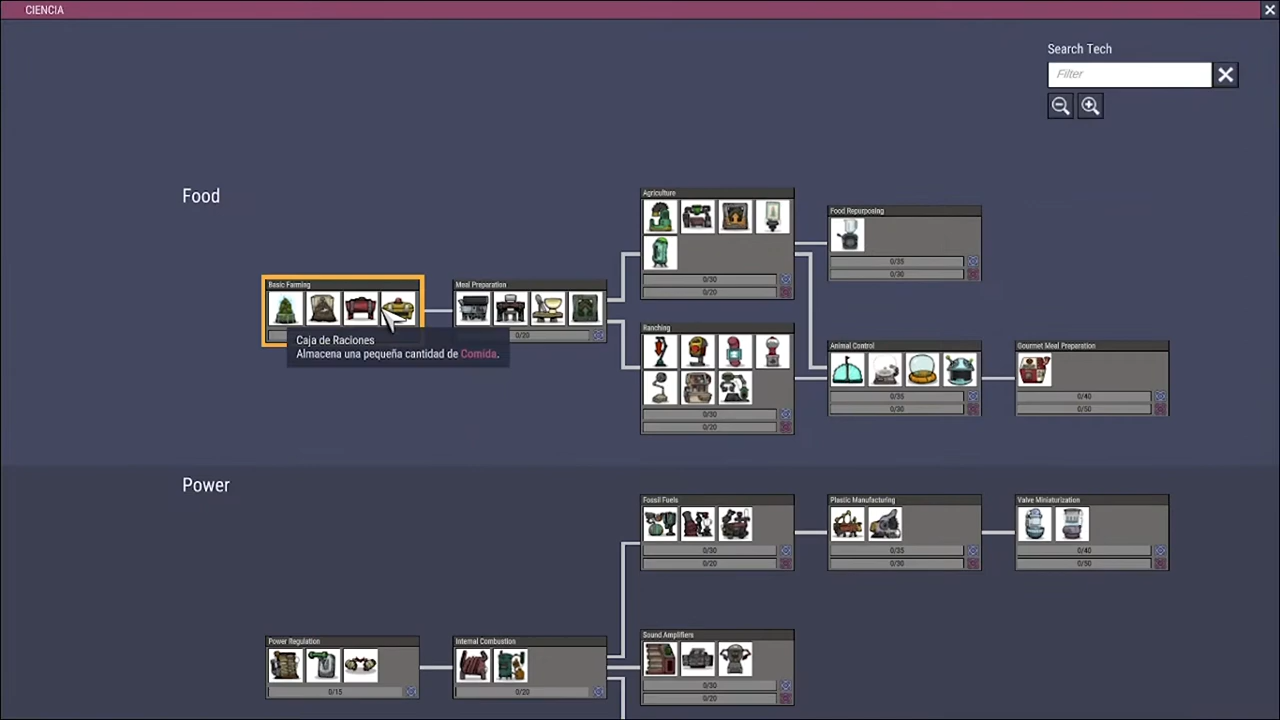 CIENCIA
Search Tech
Filter
Food
Agriculture
0/30
0/20
Food Repurposing
0/35
0/30
Basic Farming
Meal Preparation
0/20
Caja de Raciones
Almacena una pequeña cantidad de Comida.
Ranching
0/30
0/20
Animal Control
0/35
0/30
Gourmet Meal Preparation
0/40
0/50
Power
Fossil Fuels
0/30
0/20
Plastic Manufacturing
0/35
0/30
Valve Miniaturization
0/40
0/50
Power Regulation
0/15
Internal Combustion
0/20
Sound Amplifiers
0/30
0/20